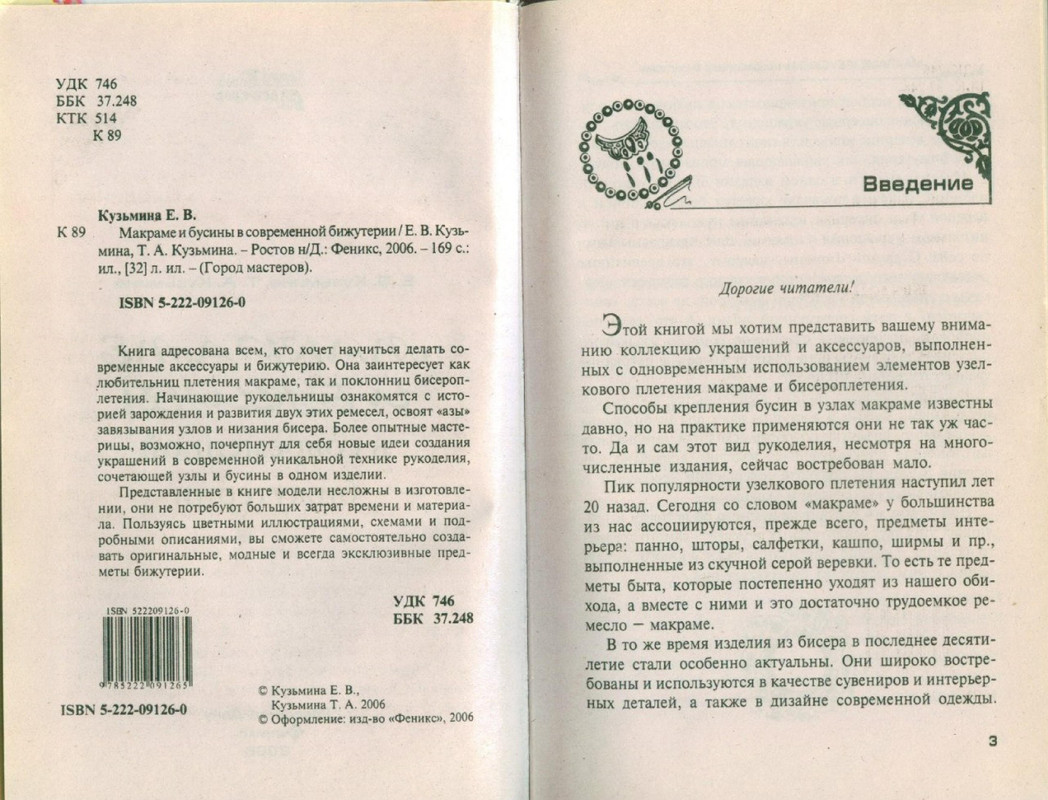 УДК 746
ББК 37.248
КТК 514
К 89
Кузьмина Е. В.
К 89 Макраме и бусины в современной бижутерии / Е. В. Кузь-
мина, Т. А. Кузьмина. – Ростов н/Д.: Феникс, 2006. – 169 с.:
ил., [32] л. ил. – (Город мастеров).
ISBN 5-222-09126-0
Книга адресована всем, кто хочет научиться делать со-
временные аксессуары и бижутерию. Она заинтересует как
любительниц плетения макраме, так и поклонниц бисероп-
летения. Начинающие рукодельницы ознакомятся с исто-
рией зарождения и развития двух этих ремесел, освоят «азы»
завязывания узлов и низания бисера. Более опытные масте-
рицы, возможно, почерпнут для себя новые идеи создания
украшений в современной уникальной технике рукоделия,
сочетающей узлы и бусины в одном изделии.
Представленные в книге модели несложны в изготовле-
нии, они не потребуют больших затрат времени и материа-
ла. Пользуясь цветными иллюстрациями, схемами и под-
робными описаниями, вы сможете самостоятельно созда-
вать оригинальные, модные и всегда эксклюзивные пред-
меты бижутерии.
УДК 746
ББК 37.248
ISBN 522209126-0
9 785222 091265
ISBN 5-222-09126-0
© Кузьмина Е. В.,
Кузьмина Т. А. 2006
© Оформление: изд-во «Феникс», 2006
Введение
Дорогие читатели!
Этой книгой мы хотим представить вашему внима-
нию коллекцию украшений и аксессуаров, выполнен-
ных с одновременным использованием элементов узел-
кового плетения макраме и бисероплетения.
Способы крепления бусин в узлах макраме известны
давно, но на практике применяются они не так уж час-
то. Да и сам этот вид рукоделия, несмотря на много-
численные издания, сейчас востребован мало.
Пик популярности узелкового плетения наступил лет
20 назад. Сегодня со словом «макраме» у большинства
из нас ассоциируются, прежде всего, предметы инте-
рьера: панно, шторы, салфетки, кашпо, ширмы и пр.,
выполненные из скучной серой веревки. То есть те пред-
меты быта, которые постепенно уходят из нашего оби-
хода, а вместе с ними и это достаточно трудоемкое ре-
месло — макраме.
В то же время изделия из бисера в последнее десяти-
летие стали особенно актуальны. Они широко востре-
бованы и используются в качестве сувениров и интерьер-
ных деталей, а также в дизайне современной одежды.
3